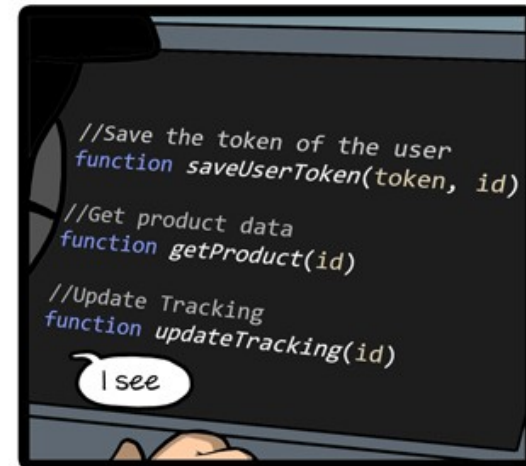 //Save the token of the user
function saveUserToken(token, id)
//Get product data
function getProduct(id)
//Update Tracking
function updateTracking(id)
I see